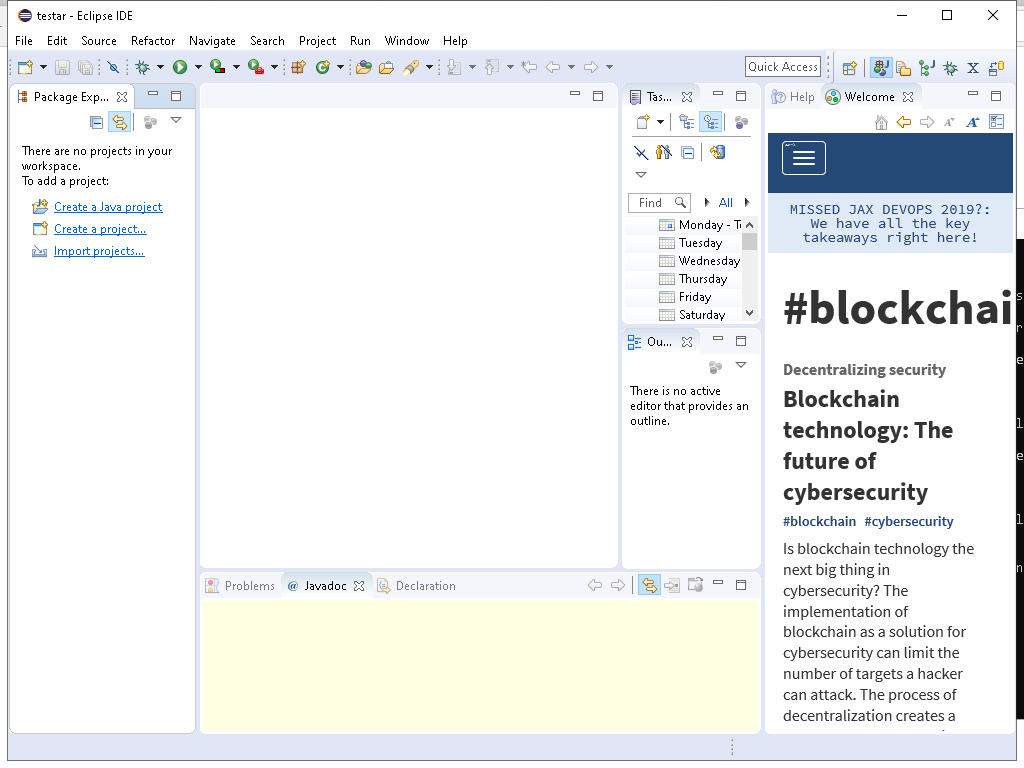 testar - Eclipse IDE
File Edit Source Refactor Navigate Search Project Run Window Help
Quick Access
Package Exp...
There are no projects in your
workspace.
To add a project:
Create a Java project
Create a project...
Import projects...
Tas...
Find
All
Monday - T
Tuesday
Wednesday
Thursday
Friday
Saturday
Ou...
There is no active
editor that provides an
outline.
Problems
@ Javadoc
Declaration
Help
Welcome
MISSED JAX DEVOPS 2019?:
We have all the key
takeaways right here!
#blockchai
Decentralizing security
Blockchain
technology: The
future of
cybersecurity
#blockchain #cybersecurity
Is blockchain technology the
next big thing in
cybersecurity? The
implementation of
blockchain as a solution for
cybersecurity can limit the
number of targets a hacker
can attack. The process of
decentralization creates a